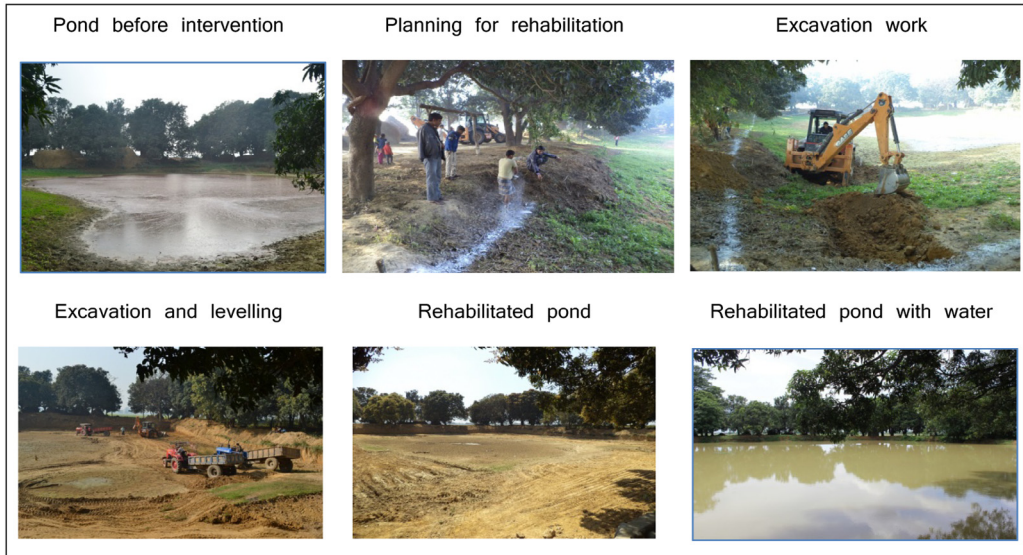 Pond before intervention
Planning for rehabilitation
Excavation work
Excavation and levelling
Rehabilitated pond
Rehabilitated pond with water